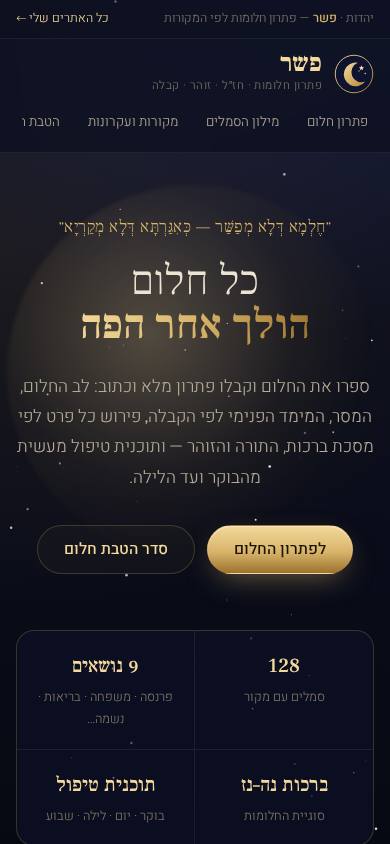 יהדות · פשר — פתרון חלומות לפי המקורות
כל האתרים שלי ←
פשר
פתרון חלומות · חז״ל · זוהר · קבלה
פתרון חלום
מילון הסמלים
מקורות ועקרונות
הטבת
"חֶלְמָא דְּלָא מְפַשַּׁר — כְּאִגַּרְתָּא דְּלָא מִקַּרְיָא"
כל חלום
הולך אחר הפה
ספרו את החלום וקבלו פתרון מלא וכתוב: לב החלום,
המסר, המימד הפנימי לפי הקבלה, פירוש כל פרט לפי
מסכת ברכות, התורה והזוהר — ותוכנית טיפול מעשית
מהבוקר ועד הלילה.
לפתרון החלום
סדר הטבת חלום
128
סמלים עם מקור
9 נושאים
פרנסה · משפחה · בריאות ·
נשמה...
ברכות נה–נז
סוגיית החלומות
תוכנית טיפול
בוקר · יום · לילה · שבוע